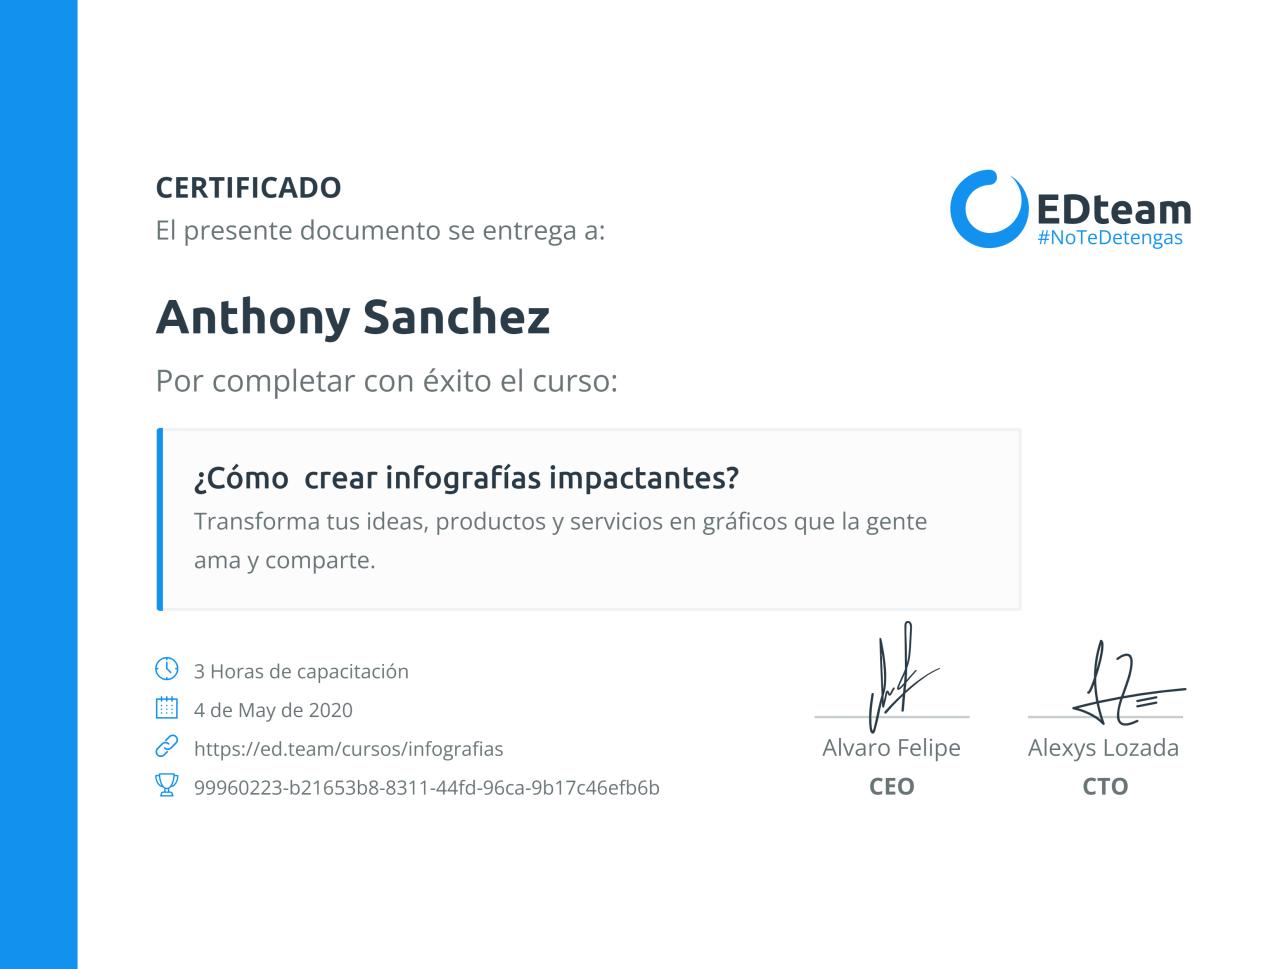 CERTIFICADO
El presente documento se entrega a:
EDteam
#NoTeDetengas
Anthony Sanchez
Por completar con éxito el curso:
¿Cómo  crear infografías impactantes?
Transforma tus ideas, productos y servicios en gráficos que la gente
ama y comparte.
3 Horas de capacitación
4 de May de 2020
https://ed.team/cursos/infografias
99960223-b21653b8-8311-44fd-96ca-9b17c46efb6b
Alvaro Felipe
CEO
Alexys Lozada
CTO